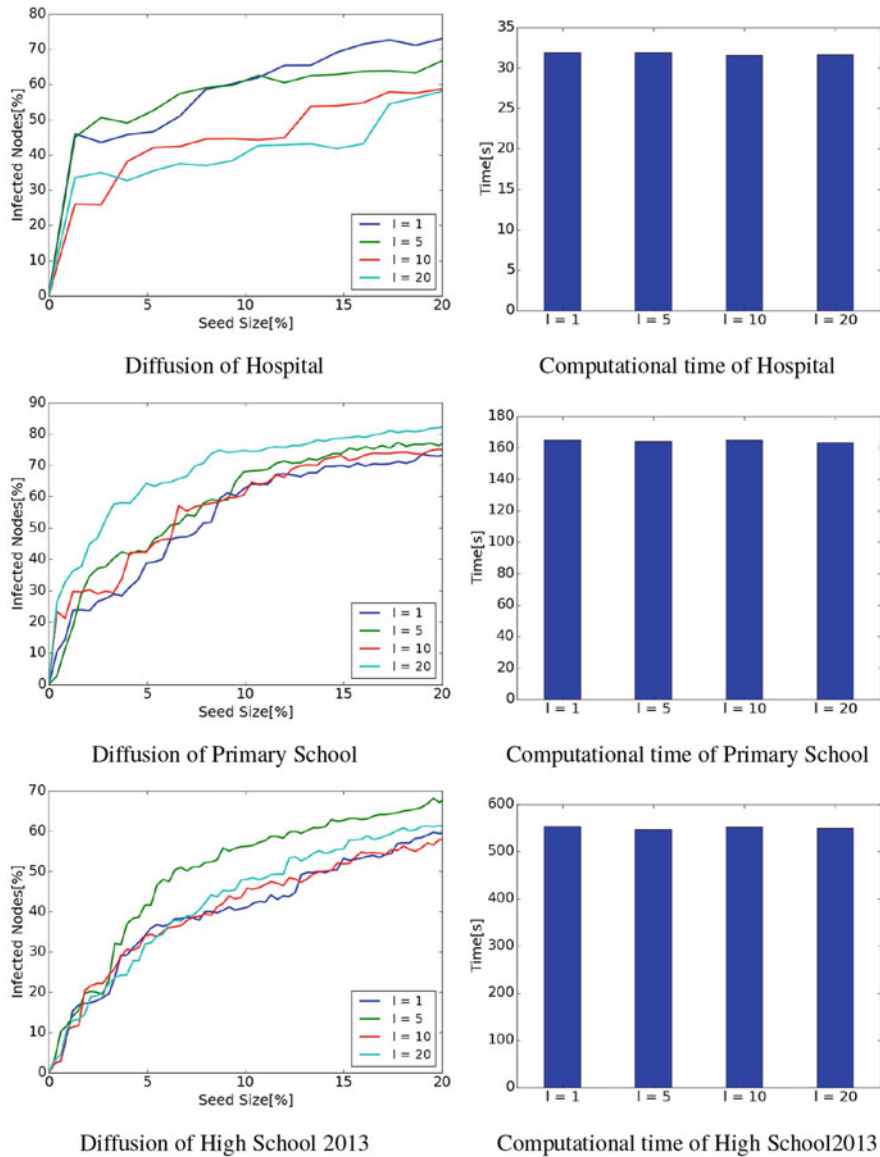 80
70
60
50
40
30
20
10
0
Infected Nodes[%]
0 5 10 15 20
Seed Size[%]
l = 1
l = 5
l = 10
l = 20
35
30
25
20
15
10
5
0
Time[s]
l = 1 l = 5 l = 10 l = 20
Diffusion of Hospital
Computational time of Hospital
90
80
70
60
50
40
30
20
10
0
Infected Nodes[%]
0 5 10 15 20
Seed Size[%]
l = 1
l = 5
l = 10
l = 20
180
160
140
120
100
80
60
40
20
0
Time[s]
l = 1 l = 5 l = 10 l = 20
Diffusion of Primary School
Computational time of Primary School
70
60
50
40
30
20
10
0
Infected Nodes[%]
0 5 10 15 20
Seed Size[%]
l = 1
l = 5
l = 10
l = 20
600
500
400
300
200
100
0
Time[s]
l = 1 l = 5 l = 10 l = 20
Diffusion of High School 2013
Computational time of High School2013